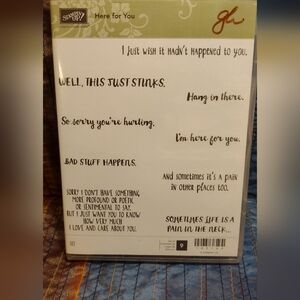 STAMPIN' UP!
Here for You
gh
I just wish it hadn't happened to you.
WELL, THIS JUST STINKS.
Hang in there.
So sorry you're hurting.
I'm here for you.
BAD STUFF HAPPENS.
And sometimes it's a pain
in other places too.
SORRY I DON'T HAVE SOMETHING
MORE PROFOUND OR POETIC
OR SENTIMENTAL TO SAY,
BUT I JUST WANT YOU TO KNOW
HOW VERY MUCH
I LOVE AND CARE ABOUT YOU.
SOMETIMES LIFE IS A
PAIN IN THE NECK...
9